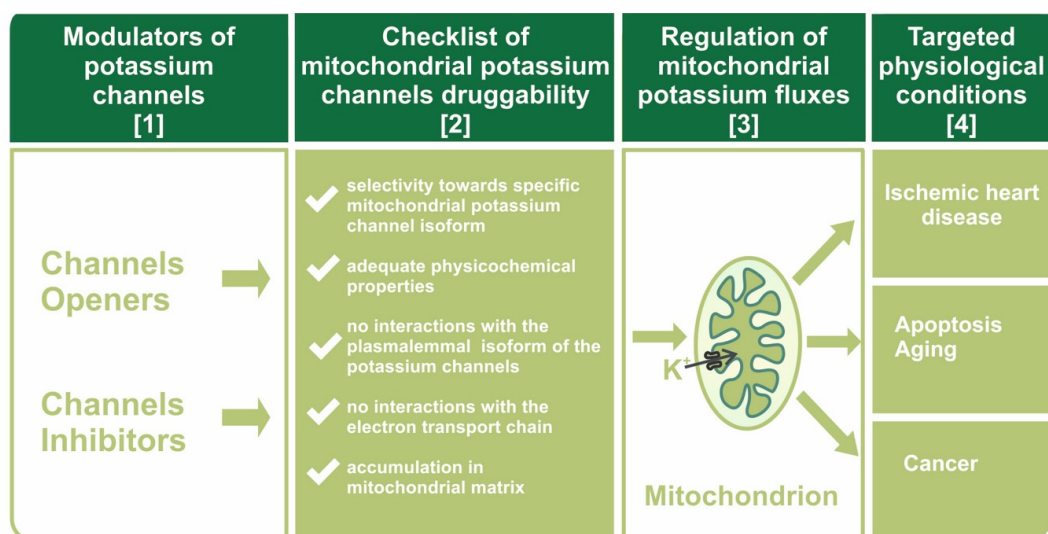 Modulators of
potassium
channels
[1]
Checklist of
mitochondrial potassium
channels druggability
[2]
Regulation of
mitochondrial
potassium fluxes
[3]
Targeted
physiological
conditions
[4]
Channels
Openers
Channels
Inhibitors
selectivity towards specific
mitochondrial potassium
channel isoform
adequate physicochemical
properties
no interactions with the
plasmalemmal isoform of the
potassium channels
no interactions with the
electron transport chain
accumulation in
mitochondrial matrix
K+
Mitochondrion
Ischemic heart
disease
Apoptosis
Aging
Cancer